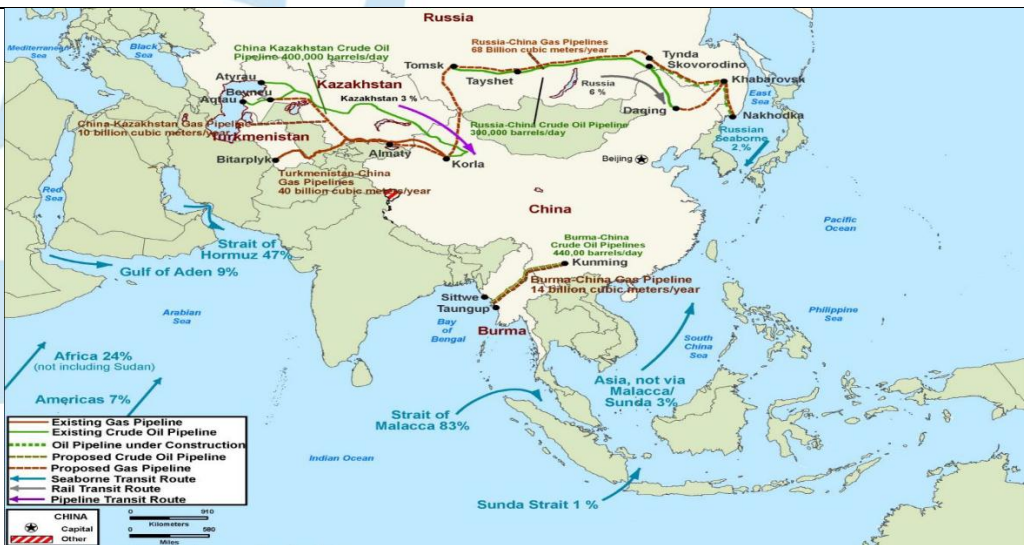 Russia
Mediterranean
Sea
Black
Sea
China Kazakhstan Crude Oil
Pipeline 400,000 barrels/day
Russia-China Gas Pipelines
68 Billion cubic meters/year
Tomsk
Tayshet
Tynda
Skovorodino
Khabarovsk
Atyrau
Beyneu
Aqtau
Kazakhstan
Kazakhstan 3 %
Russia
6 %
Daqing
East
Sea
Nakhodka
China-Kazakhstan Gas Pipeline
10 billion cubic meters/year
Turkmenistan
Russia-China Crude Oil Pipeline
300,000 barrels/day
Russian
Seaborne
2 %
Bitarplyk
Almaty
Korla
Beijing
Turkmenistan-China
Gas Pipelines
40 billion cubic meters/year
Red
Sea
China
Pacific
Ocean
Strait of
Hormuz 47%
Gulf of Aden 9%
Burma-China
Crude Oil Pipelines
440,00 barrels/day
Kunming
Burma-China Gas Pipeline
14 billion cubic meters/year
Sittwe
Taungup
Burma
Arabian
Sea
Bay
of
Bengal
Philippine
Sea
South
China
Sea
Africa 24%
(not including Sudan)
Americas 7%
Asia, not via
Malacca/
Sunda 3%
Strait of
Malacca 83%
Indian Ocean
Sunda Strait 1 %
Existing Gas Pipeline
Existing Crude Oil Pipeline
Oil Pipeline under Construction
Proposed Crude Oil Pipeline
Proposed Gas Pipeline
Seaborne Transit Route
Rail Transit Route
Pipeline Transit Route
CHINA
Capital
Other
0 910
Kilometers
0 580
Miles